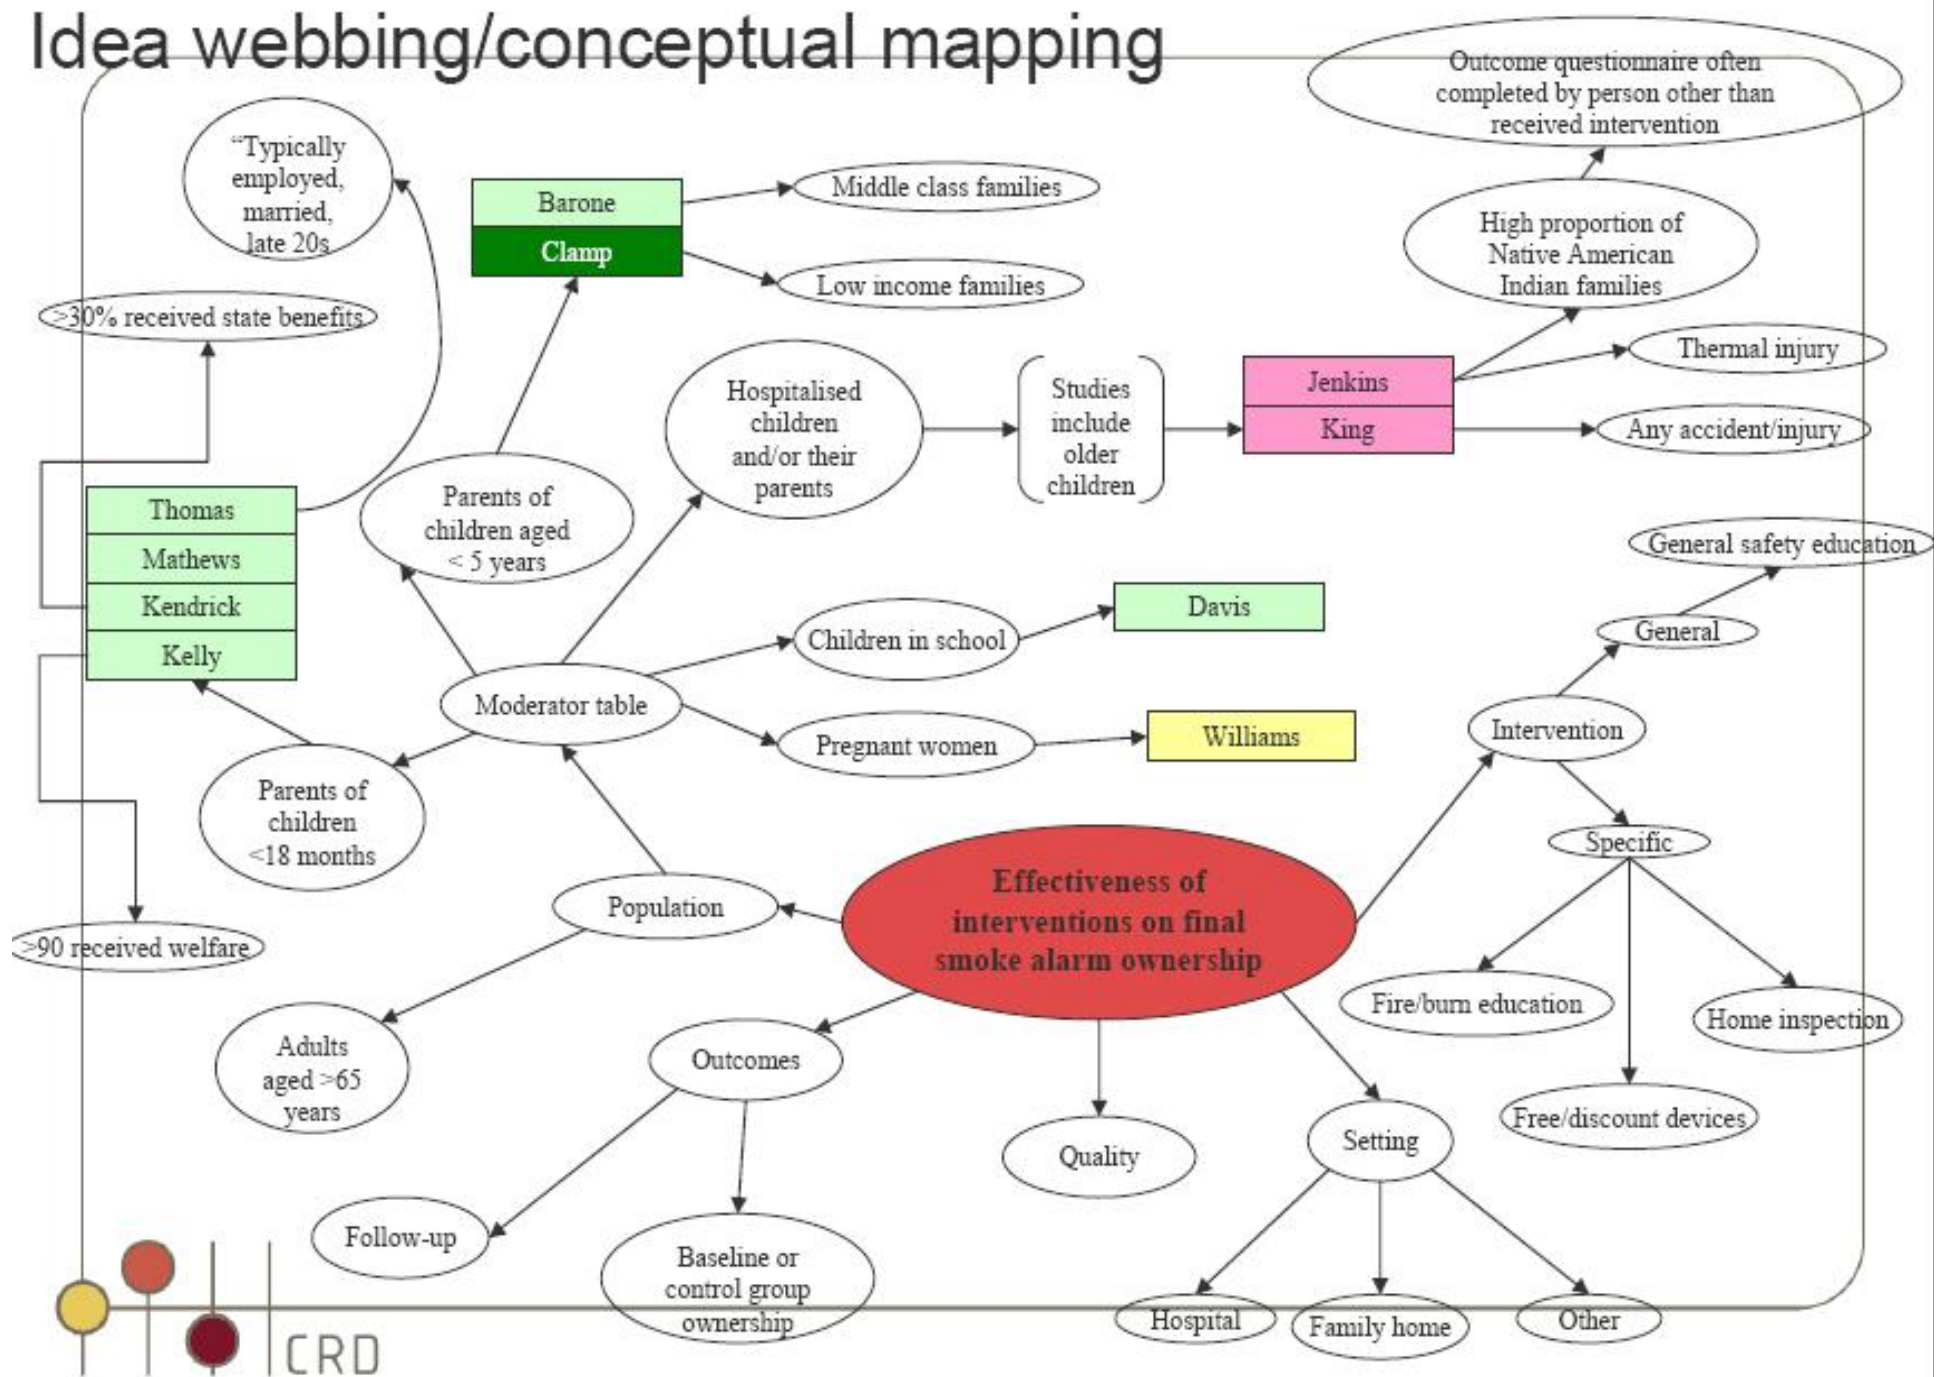 Idea webbing/conceptual mapping
Outcome questionnaire often
completed by person other than
received intervention
“Typically
employed,
married,
late 20s
Barone
Clamp
Middle class families
Low income families
High proportion of
Native American
Indian families
>30% received state benefits
Hospitalised
children
and/or their
parents
Studies
include
older
children
Jenkins
King
Thermal injury
Any accident/injury
Thomas
Mathews
Kendrick
Kelly
Parents of
children aged
< 5 years
General safety education
Children in school
Davis
General
Moderator table
Pregnant women
Williams
Intervention
Parents of
children
<18 months
Specific
Population
Effectiveness of
interventions on final
smoke alarm ownership
>90 received welfare
Fire/burn education
Home inspection
Adults
aged >65
years
Outcomes
Free/discount devices
Quality
Setting
Follow-up
Baseline or
control group
ownership
Hospital
Family home
Other
CRD